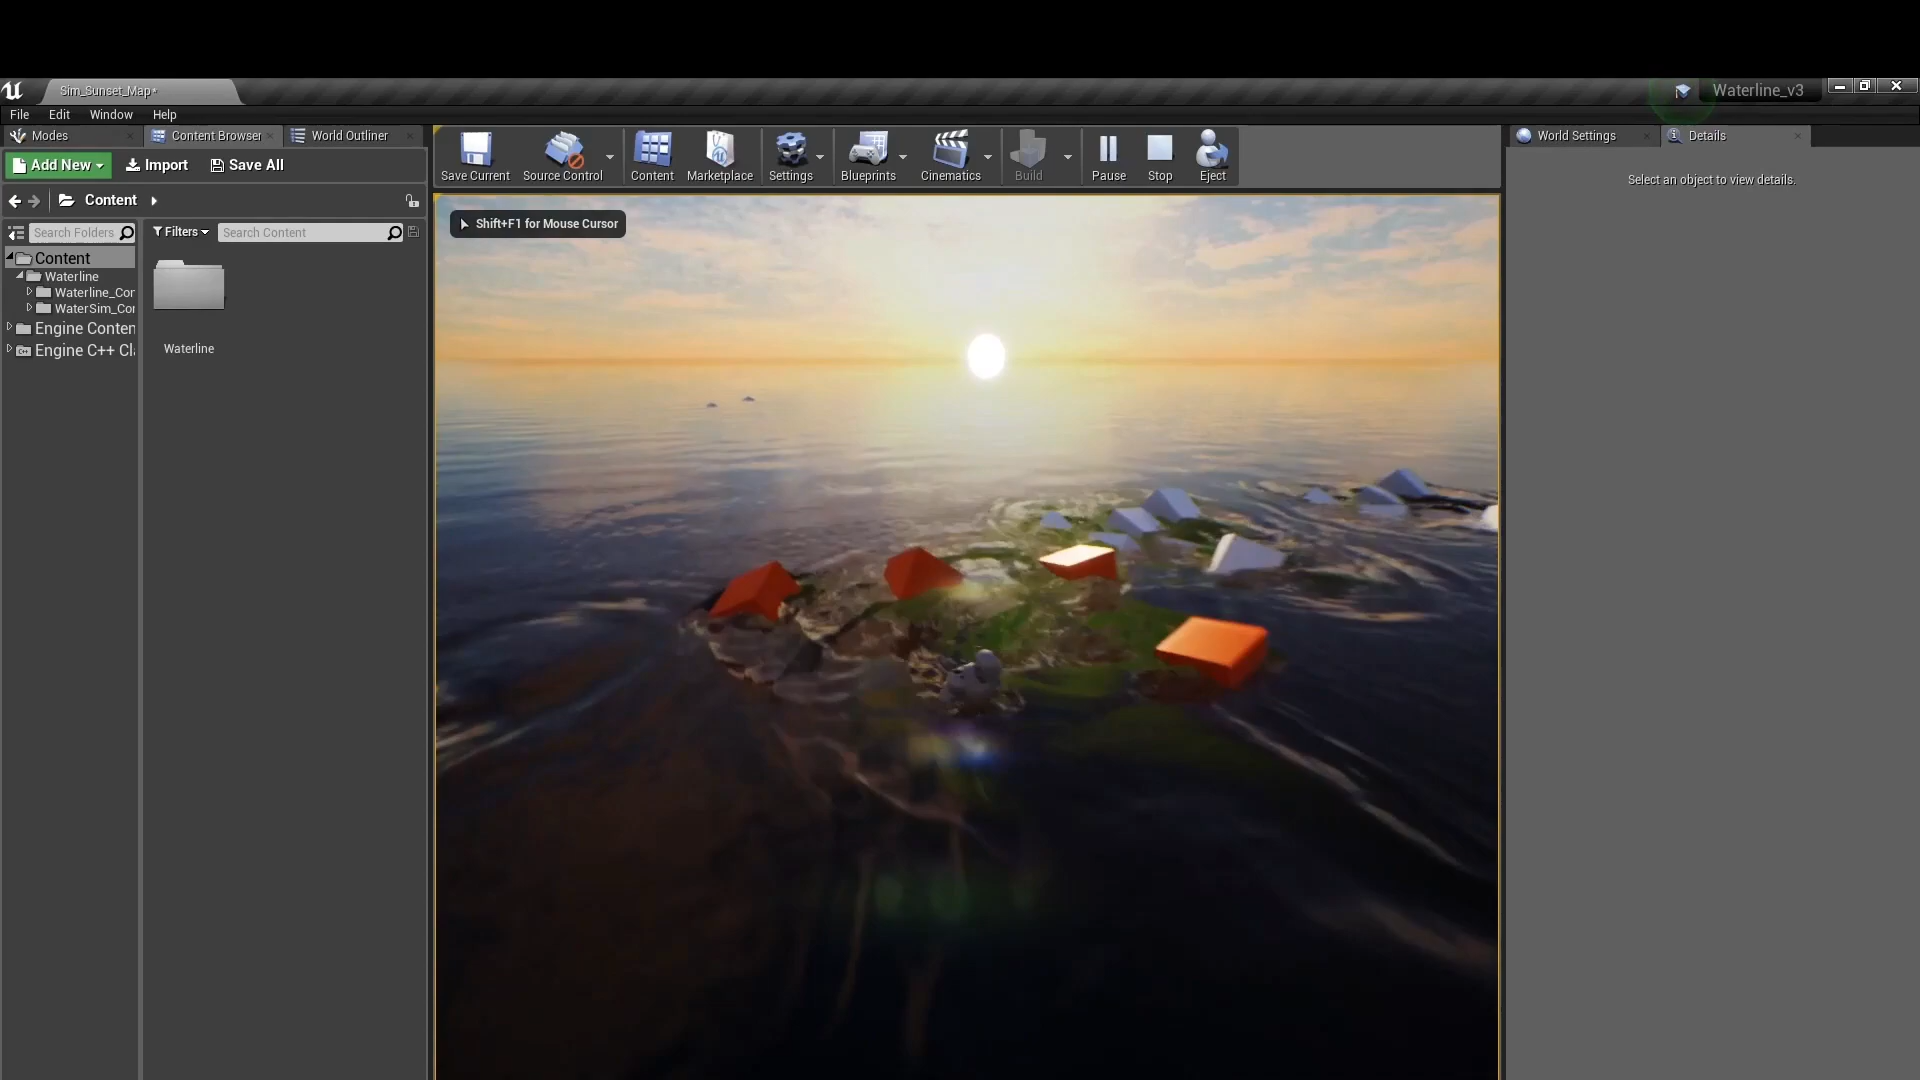 Sim_Sunset_Map*
Waterline_v3
File Edit Window Help
Modes Content Browser World Outliner
Add New Import Save All
Content
Search Folders
Filters Search Content
Content
Waterline
Waterline_Cor
WaterSim_Cor
Engine Conten
Engine C++ Cl
Waterline
Save Current Source Control Content Marketplace Settings Blueprints Cinematics Build Pause Stop Eject
Shift+F1 for Mouse Cursor
World Settings Details
Select an object to view details.